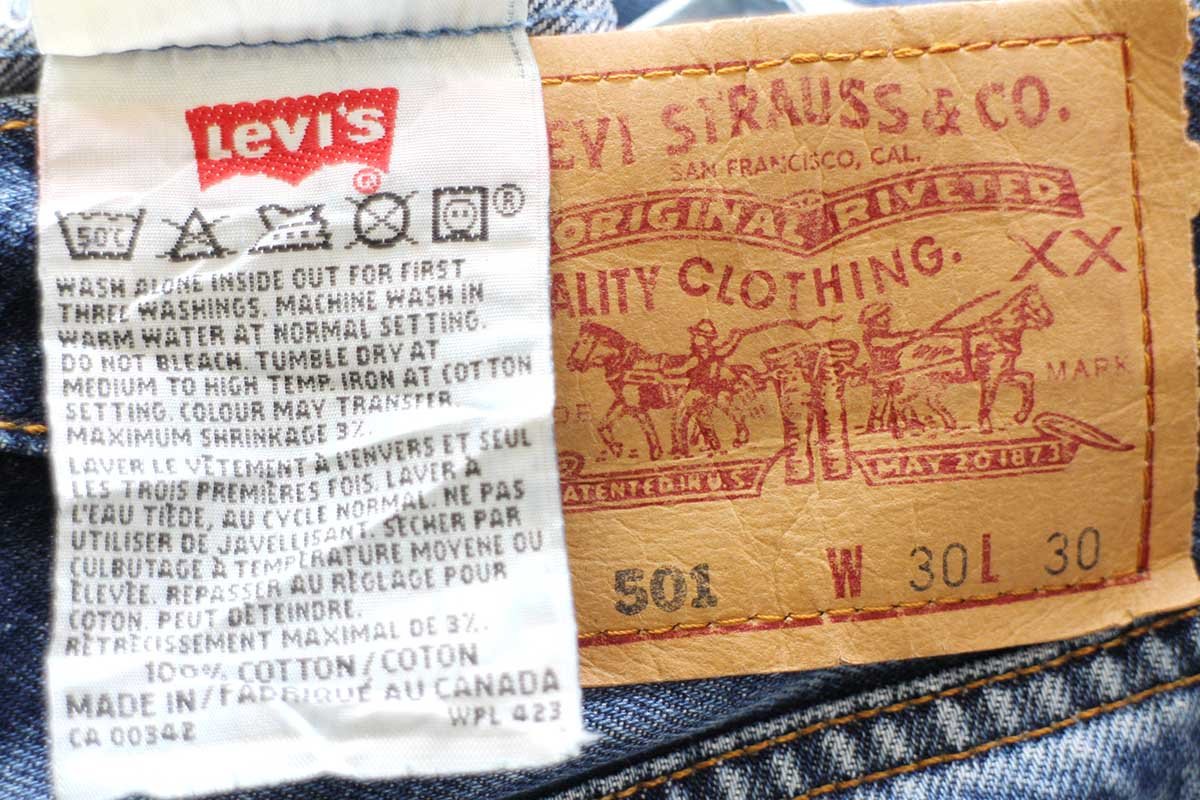 LEVI'S
®
50°C
®
WASH ALONE INSIDE OUT FOR FIRST
THREE WASHINGS. MACHINE WASH IN
WARM WATER AT NORMAL SETTING.
DO NOT BLEACH. TUMBLE DRY AT
MEDIUM TO HIGH TEMP. IRON AT COTTON
SETTING. COLOUR MAY TRANSFER.
MAXIMUM SHRINKAGE 3%.
LAVER LE VÊTEMENT À L'ENVERS ET SEUL
LES TROIS PREMIÈRES FOIS. LAVER À
L'EAU TIÈDE, AU CYCLE NORMAL. NE PAS
UTILISER DE JAVELLISANT. SÉCHER PAR
CULBUTAGE À TEMPÉRATURE MOYENE OU
ÉLEVÉE. REPASSER AU RÉGLAGE POUR
COTON. PEUT DÉTEINDRE.
RÉTRÉCISSEMENT MAXIMAL DE 3%.
100% COTTON/COTON
MADE IN/FABRIQUÉ AU CANADA
CA 00342 WPL 423
EVI STRAUSS & CO.
SAN FRANCISCO, CAL.
ORIGINAL RIVETED
ALITY CLOTHING.
XX
DE MARK
PATENTED IN U.S. MAY 20 1873
501 W 30 L 30